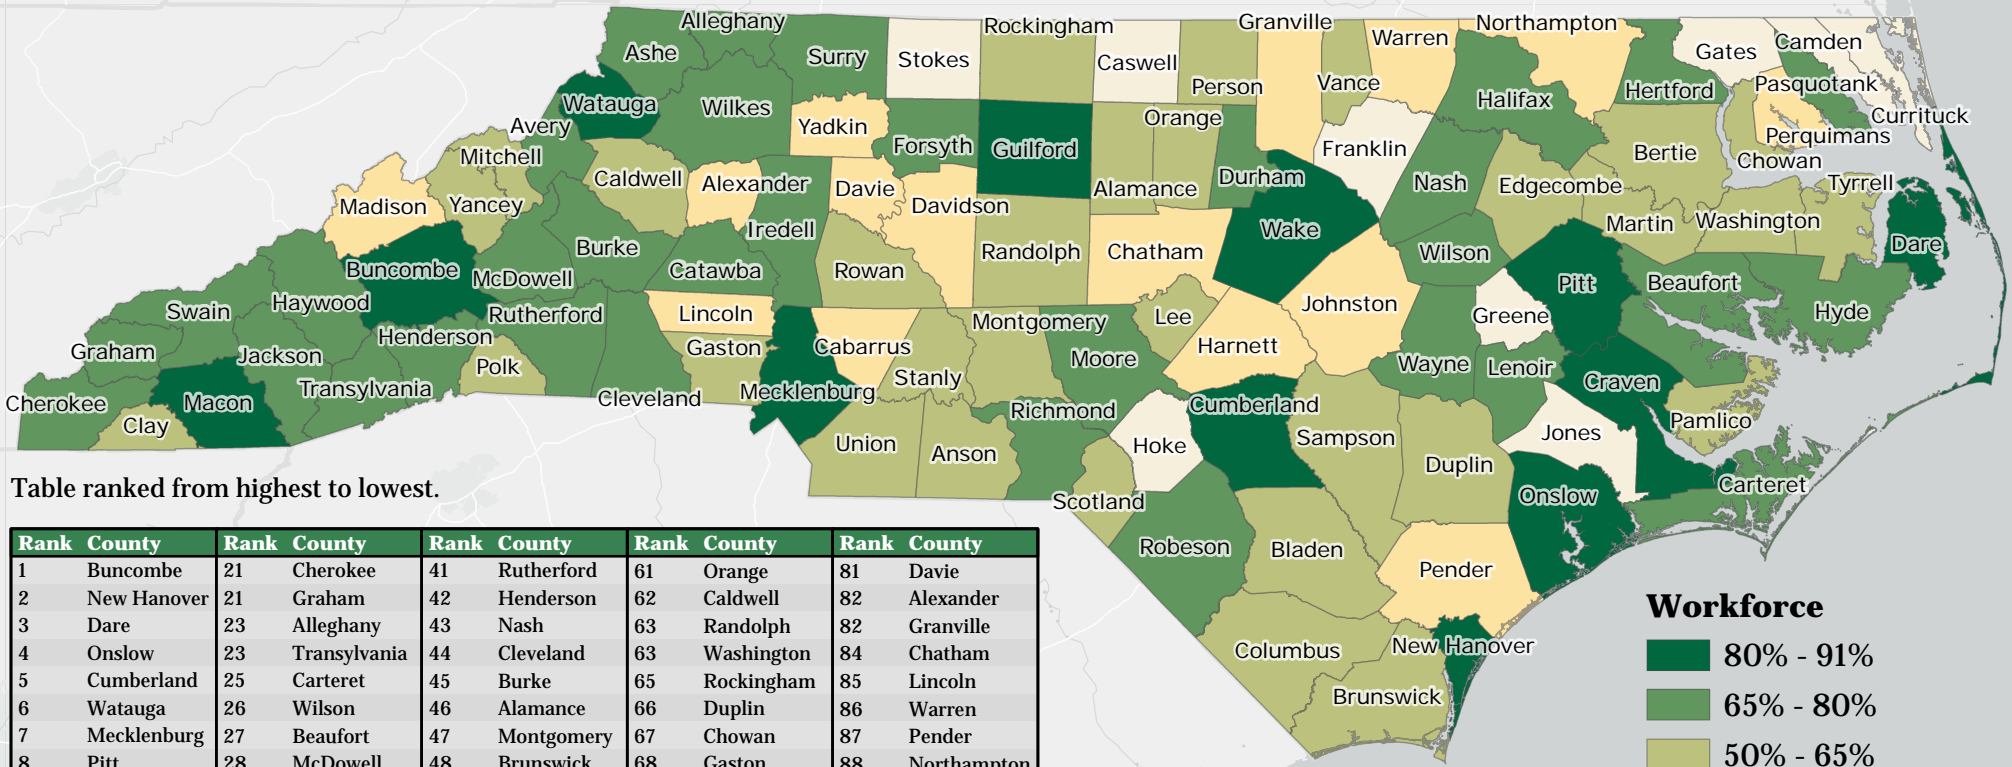 Alleghany
Northampton
Rockingham
Granville
Ashe
Surry
Stokes
Caswell
Warren
Gates
Camden
Person
Vance
Pasquotank
Watauga
Wilkes
Halifax
Hertford
Currituck
Avery
Yadkin
Forsyth
Guilford
Orange
Franklin
Perquimans
Mitchell
Bertie
Chowan
Caldwell
Alexander
Davie
Alamance
Durham
Nash
Edgecombe
Tyrrell
Madison
Yancey
Davidson
Iredell
Wake
Martin
Washington
Burke
Randolph
Chatham
Wilson
Dare
Buncombe
McDowell
Catawba
Rowan
Pitt
Beaufort
Swain
Haywood
Rutherford
Lincoln
Montgomery
Lee
Johnston
Greene
Hyde
Graham
Jackson
Henderson
Gaston
Cabarrus
Moore
Harnett
Wayne
Lenoir
Polk
Stanly
Craven
Cherokee
Macon
Transylvania
Cleveland
Mecklenburg
Richmond
Cumberland
Clay
Union
Anson
Hoke
Sampson
Jones
Pamlico
Duplin
Scotland
Onslow
Carteret
Robeson
Bladen
Pender
Columbus
New Hanover
Brunswick
Table ranked from highest to lowest.
Rank County Rank County Rank County Rank County Rank County
1 Buncombe 21 Cherokee 41 Rutherford 61 Orange 81 Davie
2 New Hanover 21 Graham 42 Henderson 62 Caldwell 82 Alexander
3 Dare 23 Alleghany 43 Nash 63 Randolph 82 Granville
4 Onslow 23 Transylvania 44 Cleveland 63 Washington 84 Chatham
5 Cumberland 25 Carteret 45 Burke 65 Rockingham 85 Lincoln
6 Watauga 26 Wilson 46 Alamance 66 Duplin 86 Warren
7 Mecklenburg 27 Beaufort 47 Montgomery 67 Chowan 87 Pender
8 Pitt 28 McDowell 48 Brunswick 68 Gaston 88 Northampton
Workforce
80% - 91%
65% - 80%
50% - 65%